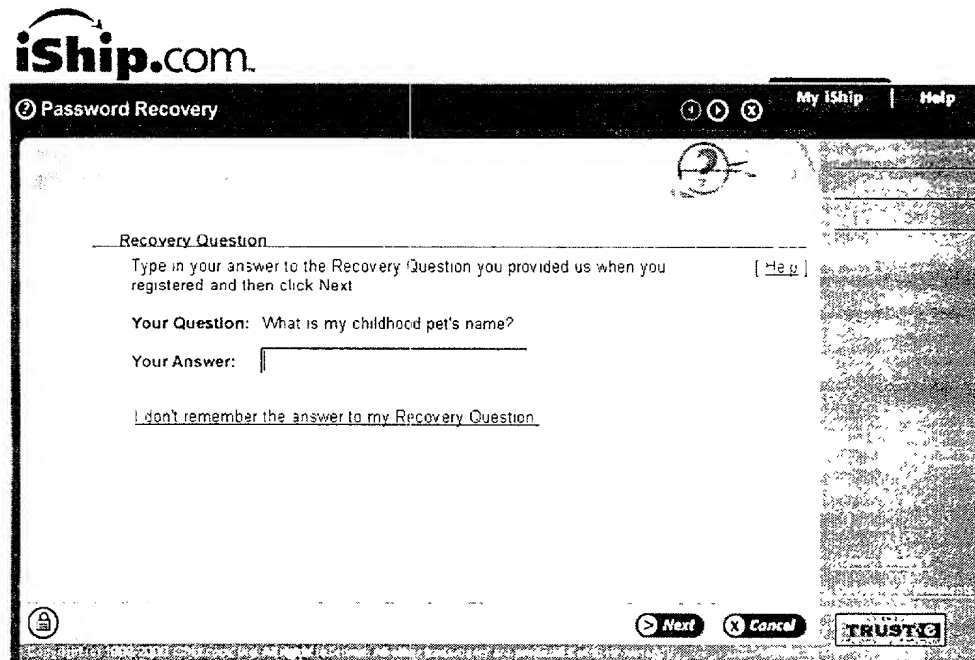 iShip.com
Password Recovery
My iShip | Help
Recovery Question
Type in your answer to the Recovery Question you provided us when you
[ Help ]
registered and then click Next
Your Question: What is my childhood pet's name?
Your Answer:
I don't remember the answer to my Recovery Question
Next
Cancel
TRUSTe